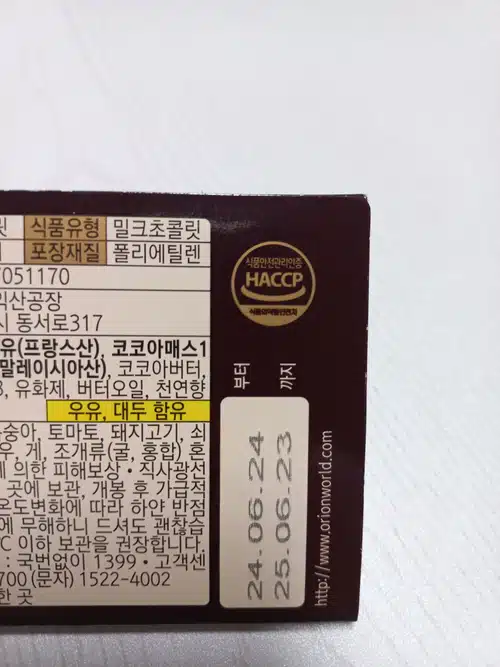 식품유형 밀크초콜릿
포장재질 폴리에틸렌
051170
익산공장
동서로317
유(프랑스산), 코코아매스1
말레이시아산), 코코아버터,
유화제, 버터오일, 천연향
우유, 대두 함유
숭아, 토마토, 돼지고기, 쇠
게, 조개류(굴, 홍합) 혼
의한 피해보상 • 직사광선
곳에 보관, 개봉 후 가급적
온도변화에 따라 하얀 반점
에 무해하니 드셔도 괜찮습
℃ 이하 보관을 권장합니다.
: 국번없이 1399 • 고객센
700 (문자) 1522-4002
한 곳
식품안전관리인증
HACCP
식품의약품안전처
부터 24.06.24
까지 25.06.23
http://www.orionworld.com